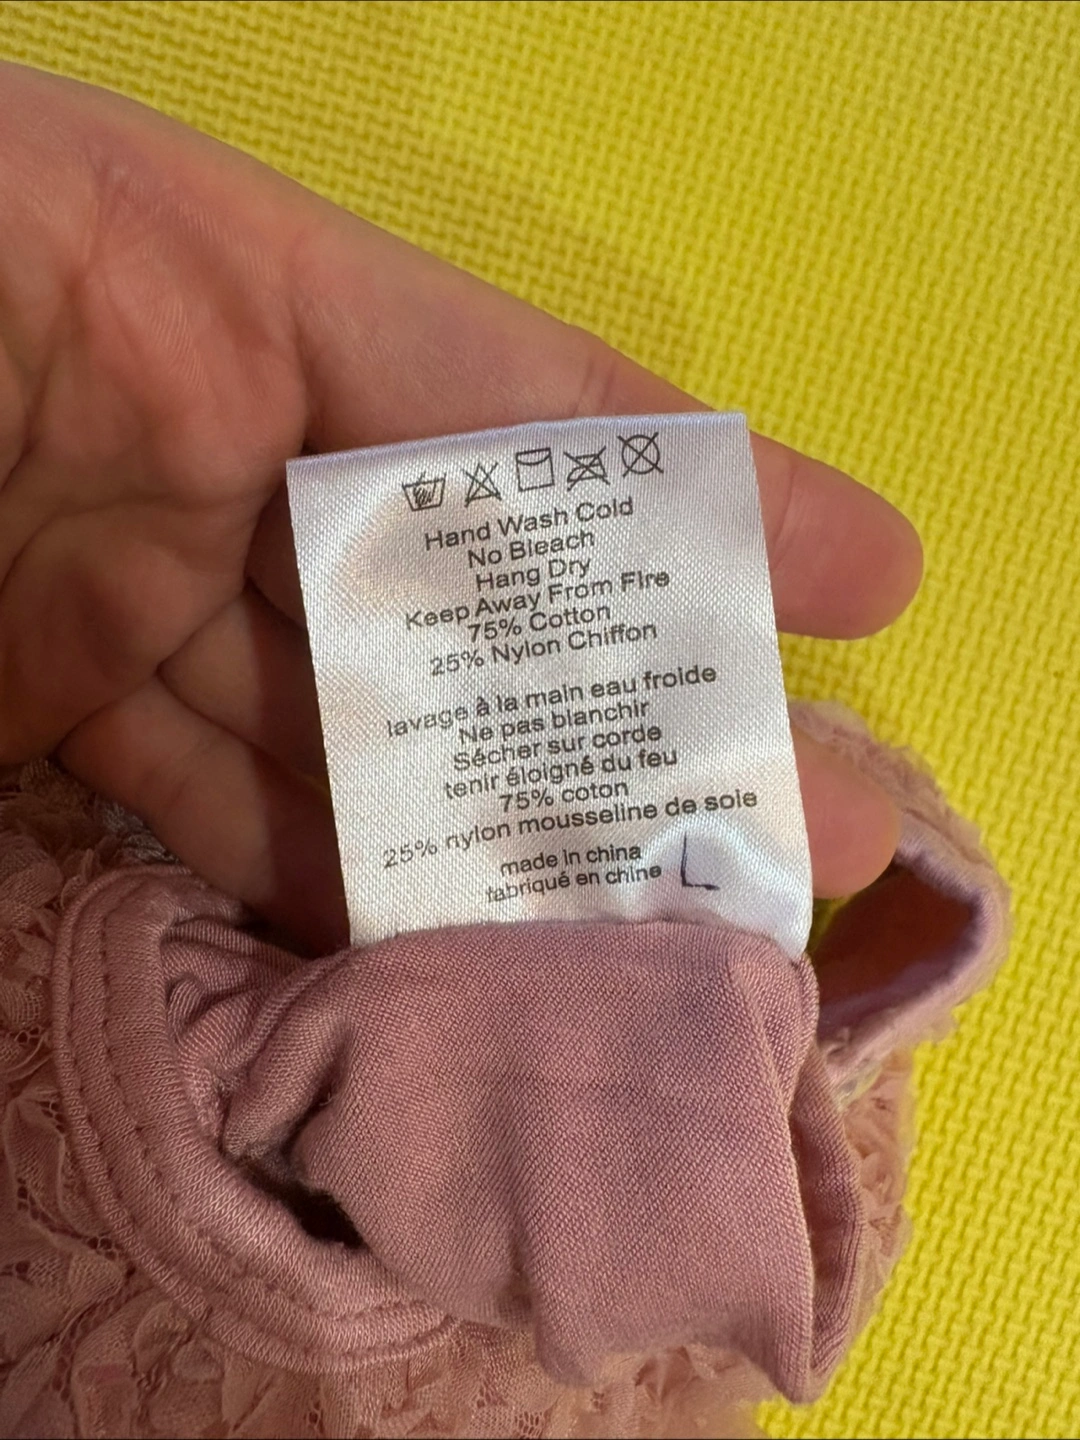 Hand Wash Cold
No Bleach
Hang Dry
Keep Away From Fire
75% Cotton
25% Nylon Chiffon
lavage à la main eau froide
Ne pas blanchir
Sécher sur corde
tenir éloigné du feu
75% coton
25% nylon mousseline de soie
made in china
fabriqué en chine L